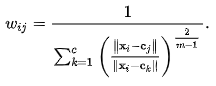 $$w_{ij} = \frac{1}{\sum_{k=1}^{c} \left( \frac{\|\mathbf{x}_i - \mathbf{c}_j\|}{\|\mathbf{x}_i - \mathbf{c}_k\|} \right)^{\frac{2}{m-1}}}.$$